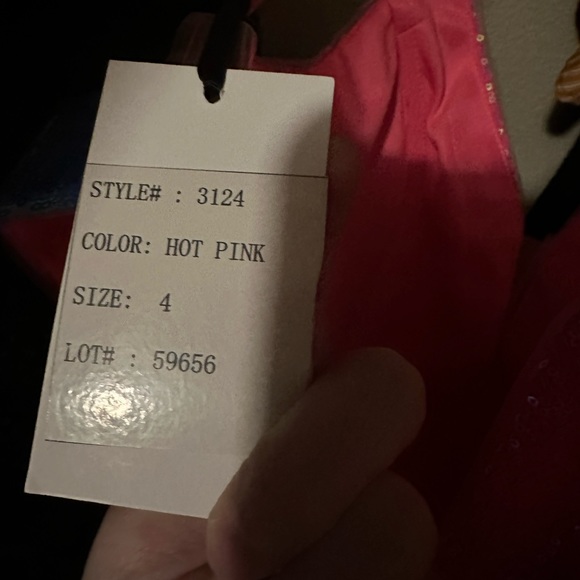 STYLE# : 3124
COLOR: HOT PINK
SIZE: 4
LOT# : 59656